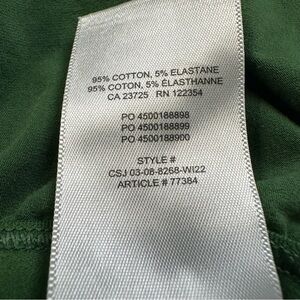 95% COTTON, 5% ELASTANE
95% COTON, 5% ÉLASTHANNE
CA 23725 RN 122354
PO 4500188898
PO 4500188899
PO 4500188900
STYLE #
CSJ 03-08-8268-WI22
ARTICLE # 77384